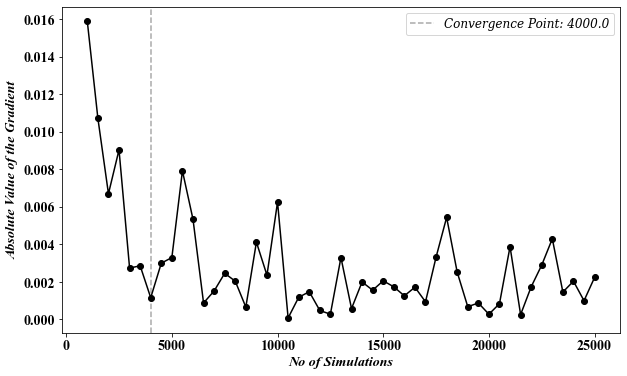 Convergence Point: 4000.0
0.016
0.014
0.012
0.010
0.008
0.006
0.004
0.002
0.000
Absolute Value of the Gradient
0 5000 10000 15000 20000 25000
No of Simulations